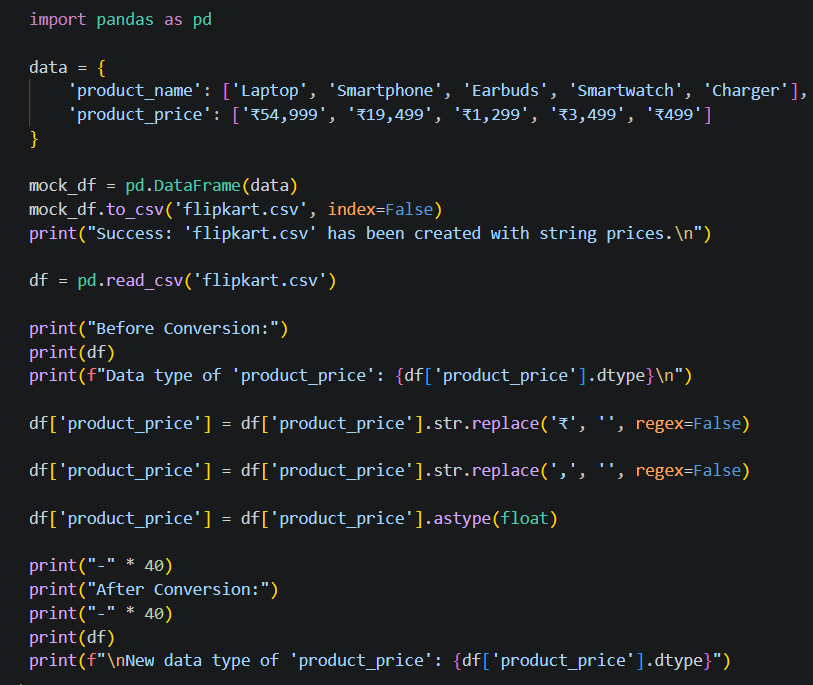 import pandas as pd
data = {
'product_name': ['Laptop', 'Smartphone', 'Earbuds', 'Smartwatch', 'Charger'],
'product_price': ['₹54,999', '₹19,499', '₹1,299', '₹3,499', '₹499']
}
mock_df = pd.DataFrame(data)
mock_df.to_csv('flipkart.csv', index=False)
print("Success: 'flipkart.csv' has been created with string prices.\n")
df = pd.read_csv('flipkart.csv')
print("Before Conversion:")
print(df)
print(f"Data type of 'product_price': {df['product_price'].dtype}\n")
df['product_price'] = df['product_price'].str.replace('₹', '', regex=False)
df['product_price'] = df['product_price'].str.replace(',', '', regex=False)
df['product_price'] = df['product_price'].astype(float)
print("-" * 40)
print("After Conversion:")
print("-" * 40)
print(df)
print(f"\nNew data type of 'product_price': {df['product_price'].dtype}")